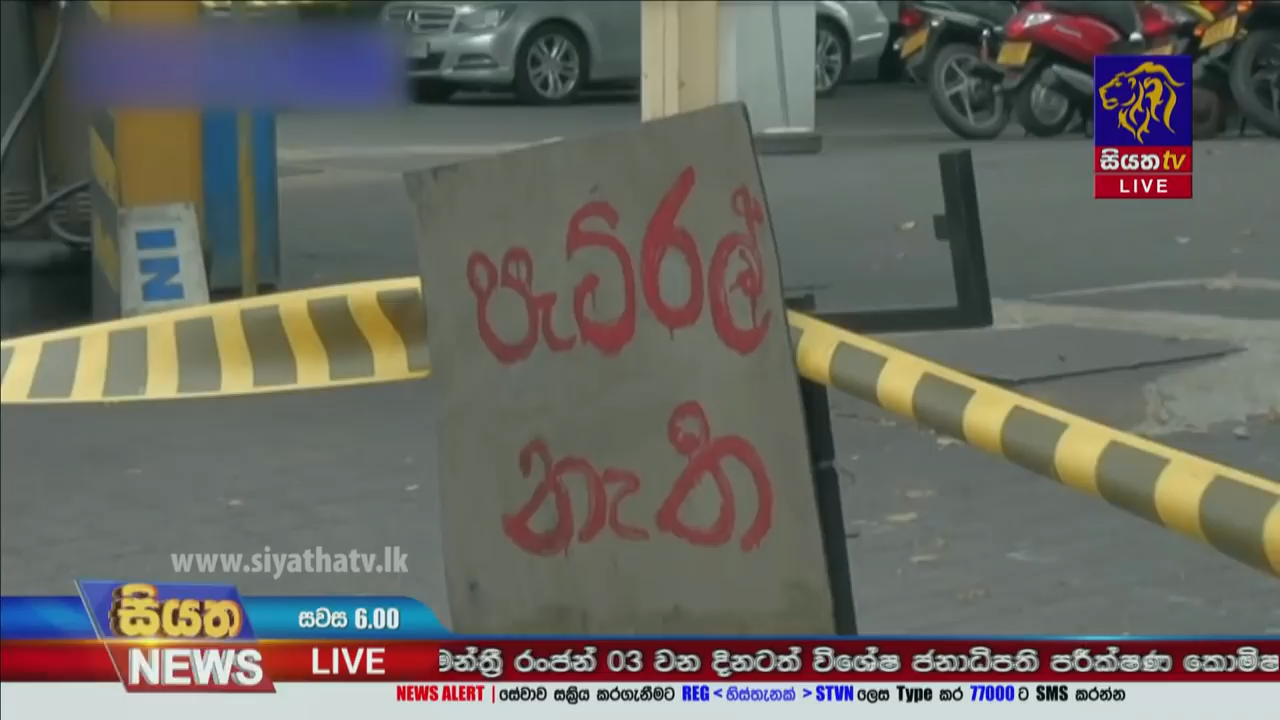 සියත tv
LIVE
IN
පැට්රල්
නැත
www.siyathatv.lk
සියත
NEWS
සවස 6.00
LIVE
මන්ත්‍රී රංජන් 03 වන දිනටත් විශේෂ ජනාධිපති පරීක්ෂණ කොමිෂ
NEWS ALERT | සේවාව සක්‍රිය කරගැනීමට REG < හිස්තැනක් > STVN ලෙස Type කර 77000 ට SMS කරන්න